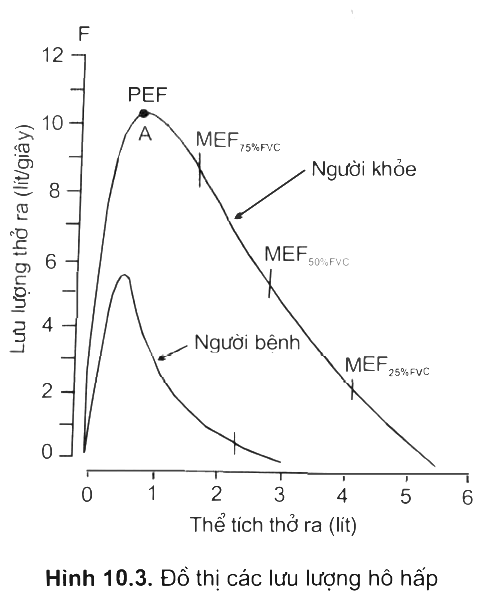 F
12
10
8
6
4
2
0
Lưu lượng thở ra (lít/giây)
PEF
A
MEF75%FVC
Người khỏe
MEF50%FVC
Người bệnh
MEF25%FVC
0 1 2 3 4 5 6
Thể tích thở ra (lít)
Hình 10.3. Đồ thị các lưu lượng hô hấp